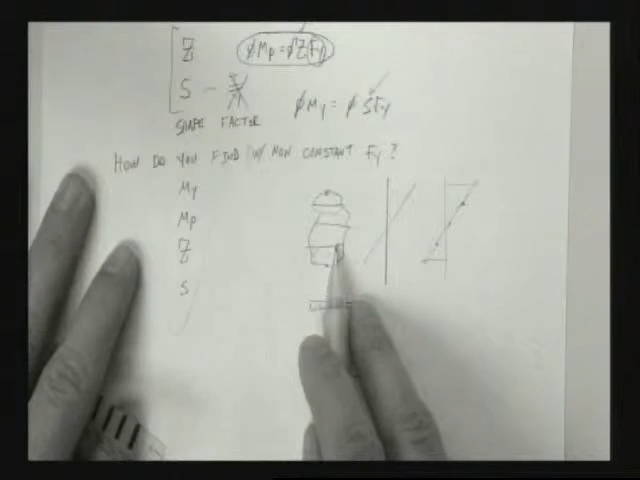 Z ϕMp = ϕZFy
S -
ϕMy = ϕSFy
SHAPE FACTOR
HOW DO YOU FIND W/ NON CONSTANT Fy?
My
Mp
Z
S